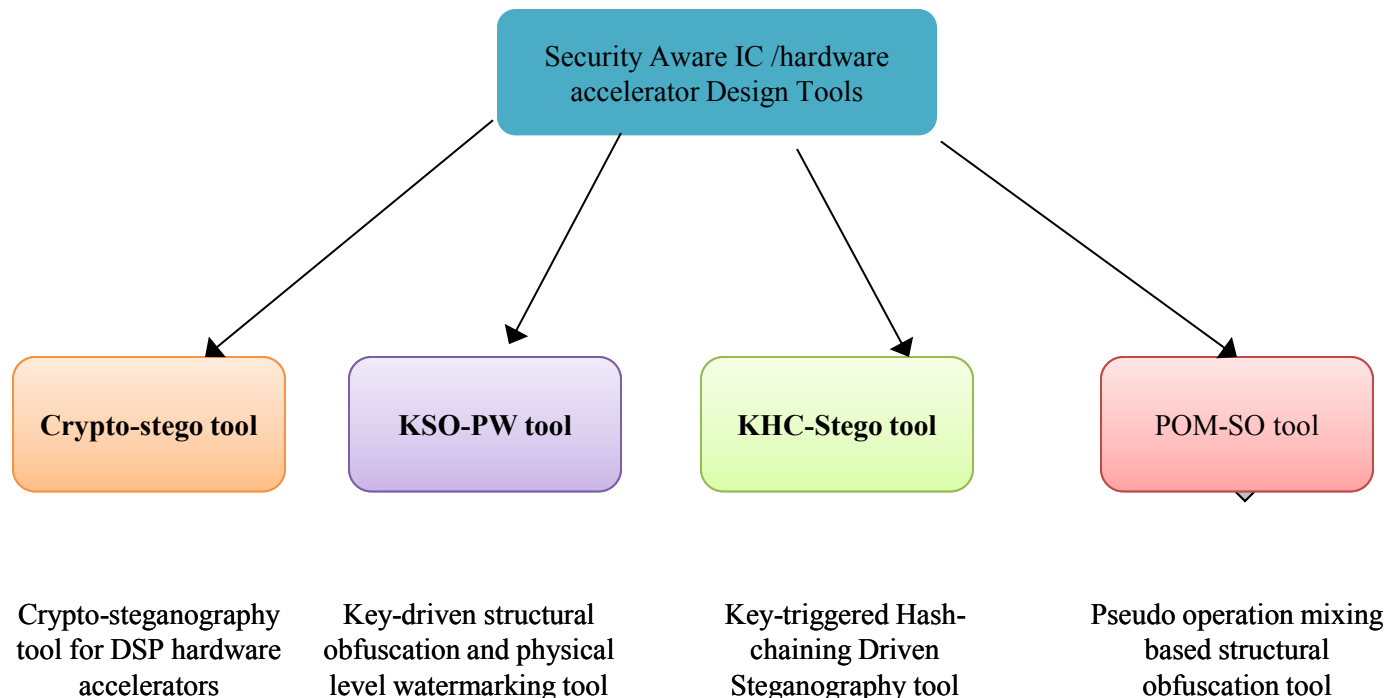 Security Aware IC /hardware
accelerator Design Tools
Crypto-stego tool
KSO-PW tool
KHC-Stego tool
POM-SO tool
Crypto-steganography
tool for DSP hardware
accelerators
Key-driven structural
obfuscation and physical
level watermarking tool
Key-triggered Hash-
chaining Driven
Steganography tool
Pseudo operation mixing
based structural
obfuscation tool